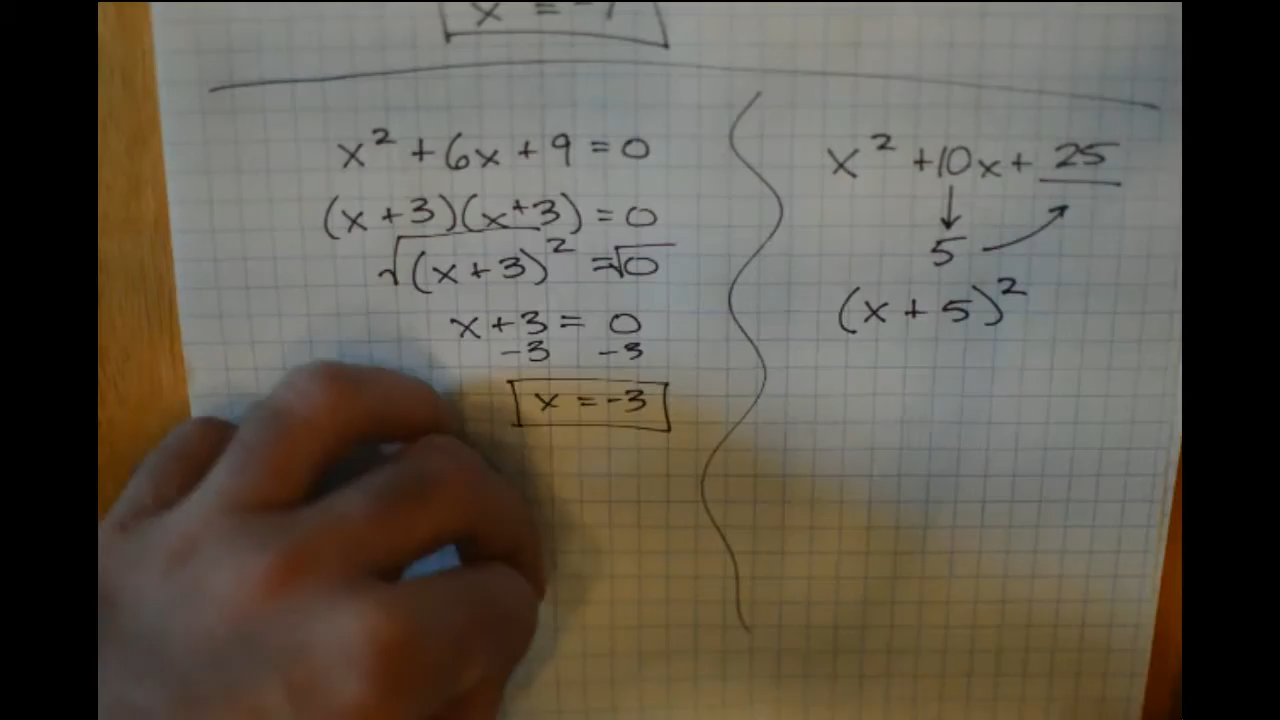 x = -7
x² + 6x + 9 = 0
(x + 3)(x + 3) = 0
√(x + 3)² = √0
x + 3 = 0
-3 -3
x = -3
x² + 10x + 25
↓
5 →
(x + 5)²